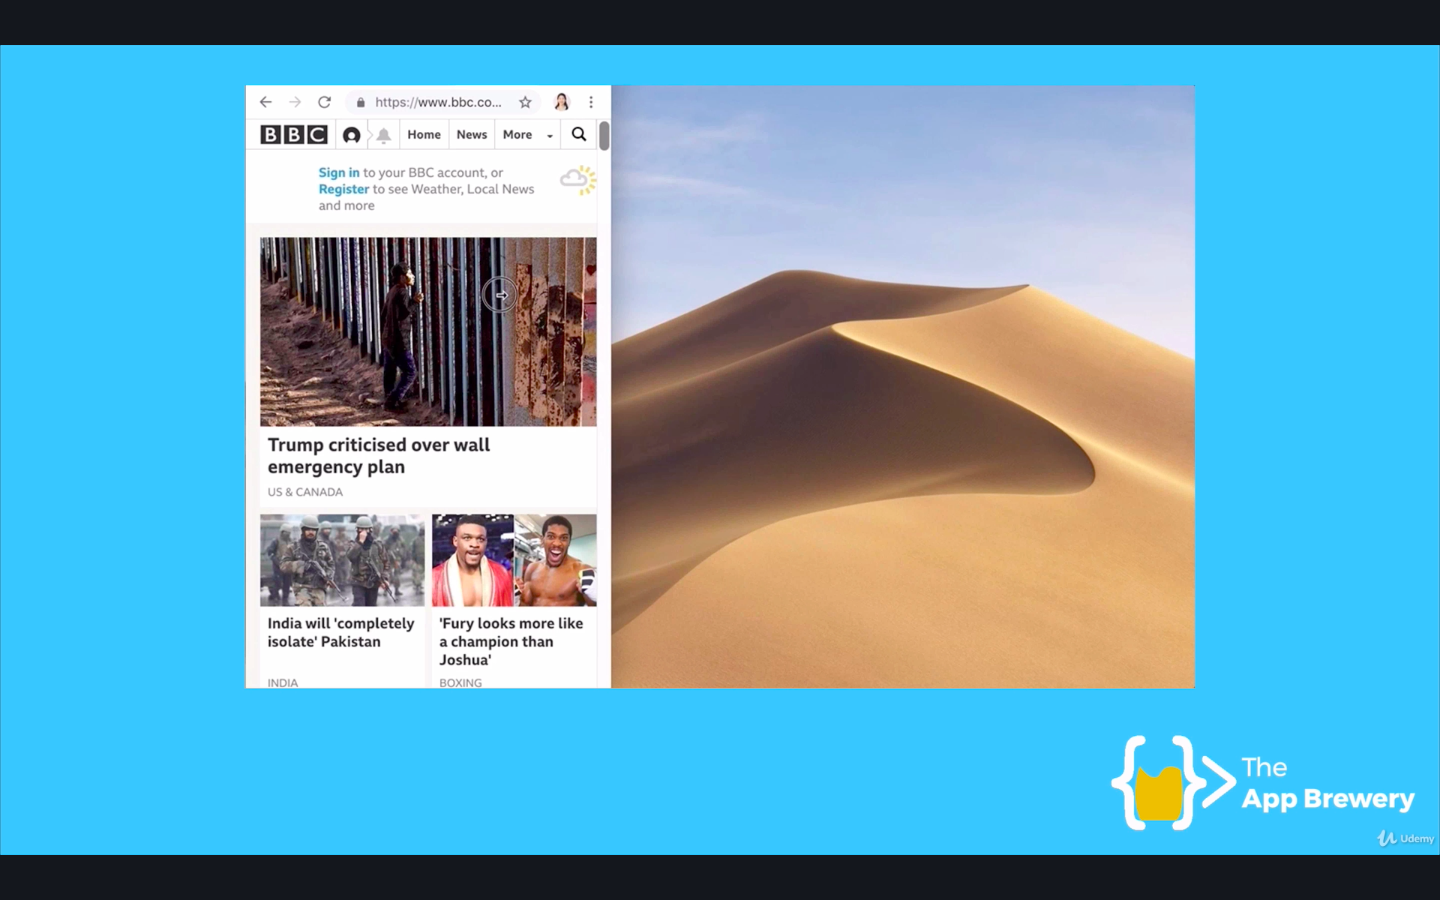 https://www.bbc.co...
BBC
Home
News
More
Sign in to your BBC account, or
Register to see Weather, Local News
and more
Trump criticised over wall
emergency plan
US & CANADA
India will 'completely
isolate' Pakistan
INDIA
'Fury looks more like
a champion than
Joshua'
BOXING
The
App Brewery
Udemy